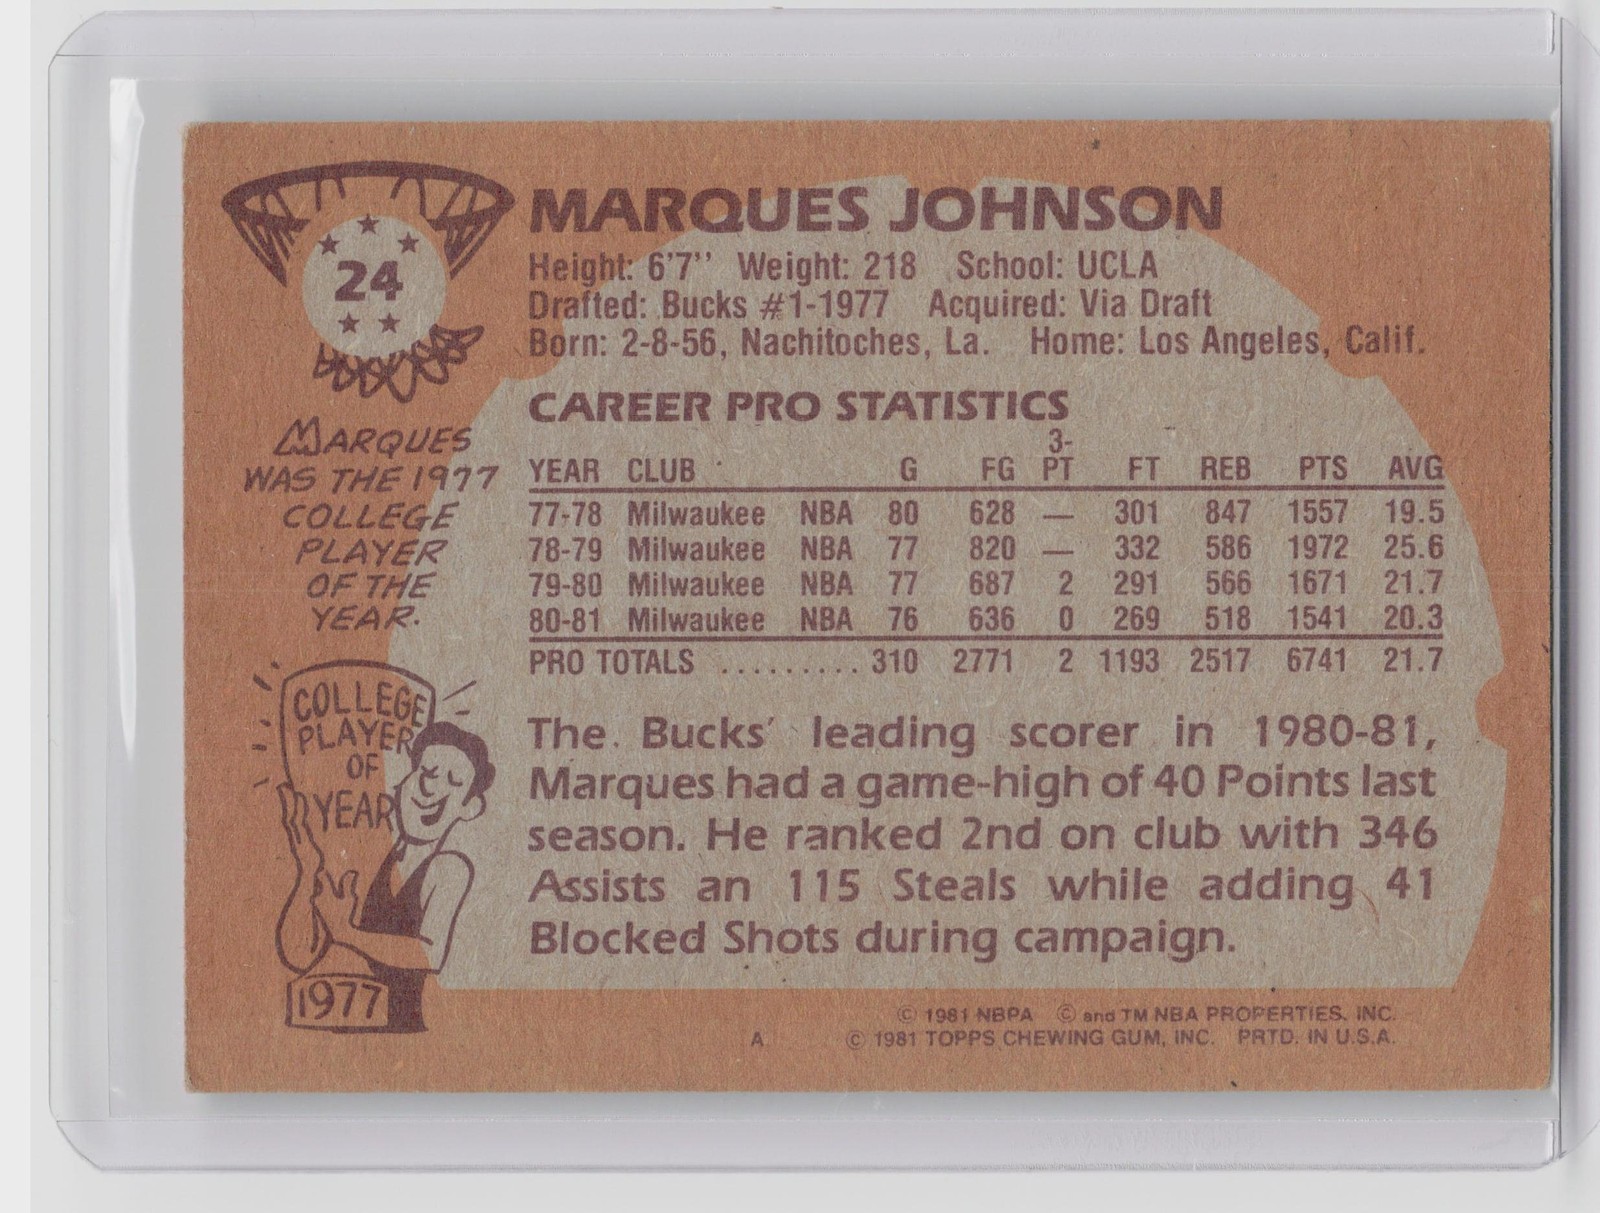 24
MARQUES JOHNSON
Height: 6'7'' Weight: 218 School: UCLA
Drafted: Bucks #1-1977 Acquired: Via Draft
Born: 2-8-56, Nachitoches, La. Home: Los Angeles, Calif.
MARQUES
WAS THE 1977
COLLEGE
PLAYER
OF THE
YEAR.
COLLEGE
PLAYER
OF
YEAR
1977
CAREER PRO STATISTICS
YEAR CLUB G FG 3-PT FT REB PTS AVG
77-78 Milwaukee NBA 80 628 — 301 847 1557 19.5
78-79 Milwaukee NBA 77 820 — 332 586 1972 25.6
79-80 Milwaukee NBA 77 687 2 291 566 1671 21.7
80-81 Milwaukee NBA 76 636 0 269 518 1541 20.3
PRO TOTALS ......... 310 2771 2 1193 2517 6741 21.7
The Bucks' leading scorer in 1980-81,
Marques had a game-high of 40 Points last
season. He ranked 2nd on club with 346
Assists an 115 Steals while adding 41
Blocked Shots during campaign.
© 1981 NBPA © and TM NBA PROPERTIES, INC.
A © 1981 TOPPS CHEWING GUM, INC. PRTD. IN U.S.A.